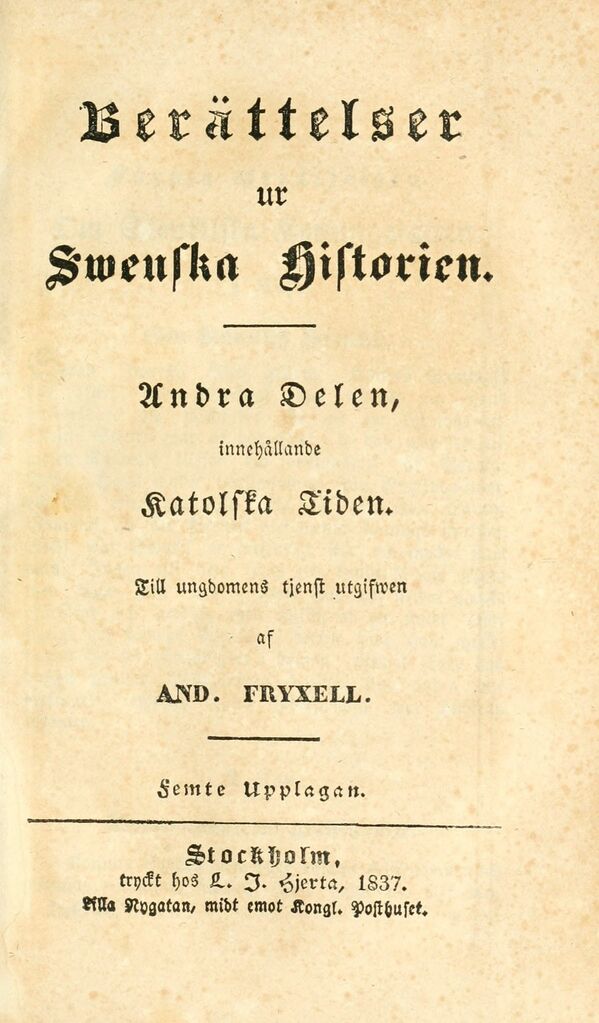 Berättelser
ur
Swenska Historien.
Andra Delen,
innehållande
Katolska Tiden.
Till ungdomens tjenst utgifwen
af
AND. FRYXELL.
Femte Upplagan.
Stockholm,
tryckt hos L. J. Hjerta, 1837.
Lilla Nygatan, midt emot Kongl. Posthuset.